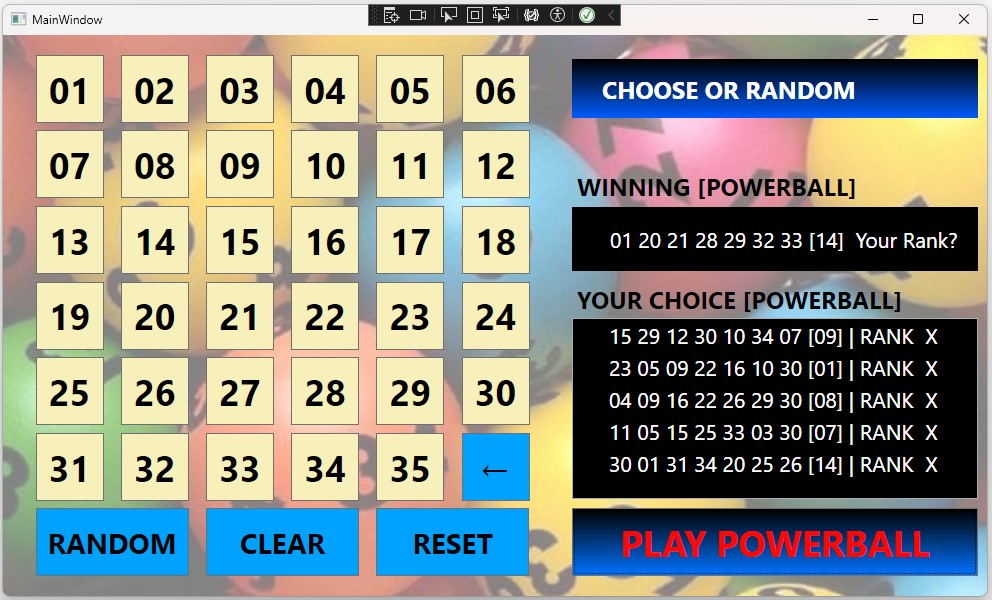 MainWindow
01 02 03 04 05 06
07 08 09 10 11 12
13 14 15 16 17 18
19 20 21 22 23 24
25 26 27 28 29 30
31 32 33 34 35 ←
RANDOM CLEAR RESET
CHOOSE OR RANDOM
WINNING [POWERBALL]
01 20 21 28 29 32 33 [14] Your Rank?
YOUR CHOICE [POWERBALL]
15 29 12 30 10 34 07 [09] | RANK X
23 05 09 22 16 10 30 [01] | RANK X
04 09 16 22 26 29 30 [08] | RANK X
11 05 15 25 33 03 30 [07] | RANK X
30 01 31 34 20 25 26 [14] | RANK X
PLAY POWERBALL